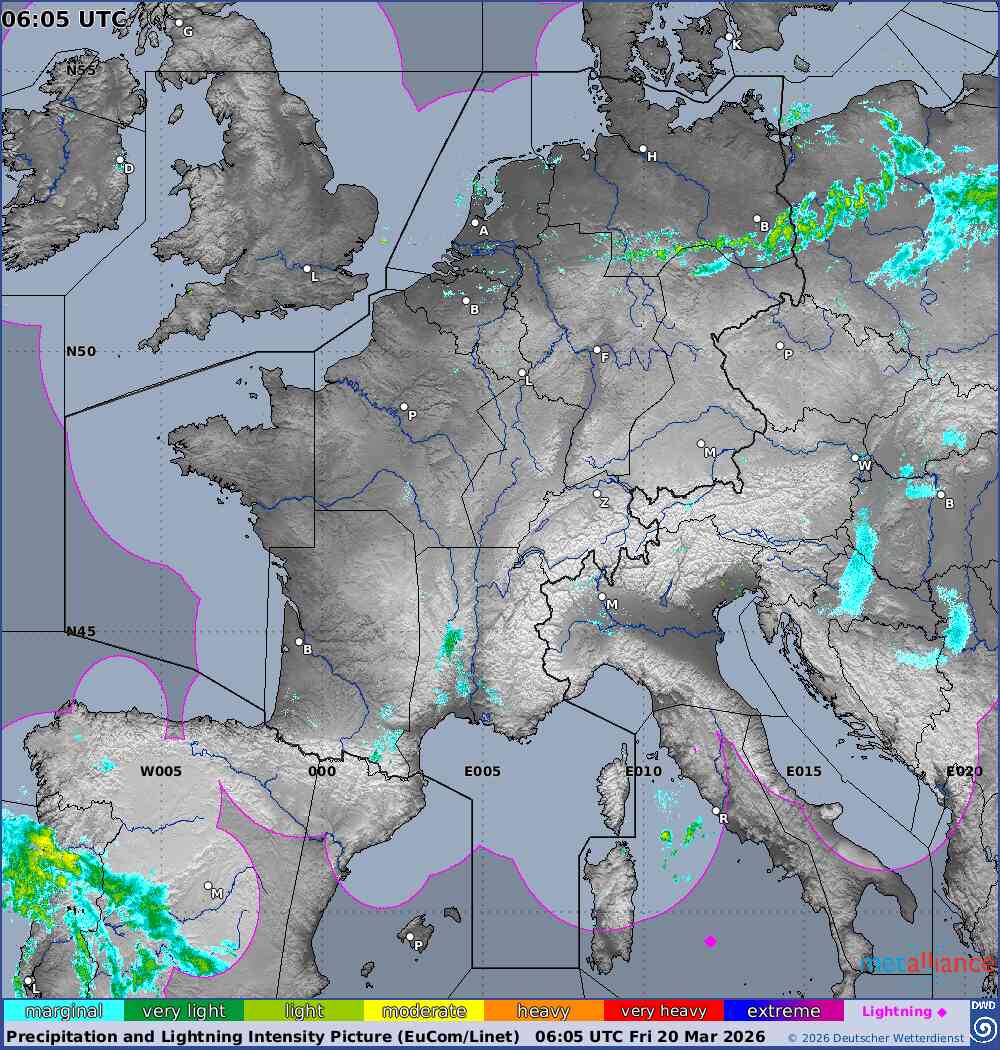 06:05 UTC
G
K
N55
D
H
A
B
L
B
N50
F
P
L
P
M
W
Z
B
M
N45
B
W005
000
E005
E010
E015
E020
R
M
P
metalliance
L
marginal
very light
light
moderate
heavy
very heavy
extreme
Lightning
DWD
Precipitation and Lightning Intensity Picture (EuCom/Linet) 06:05 UTC Fri 20 Mar 2026
© 2026 Deutscher Wetterdienst